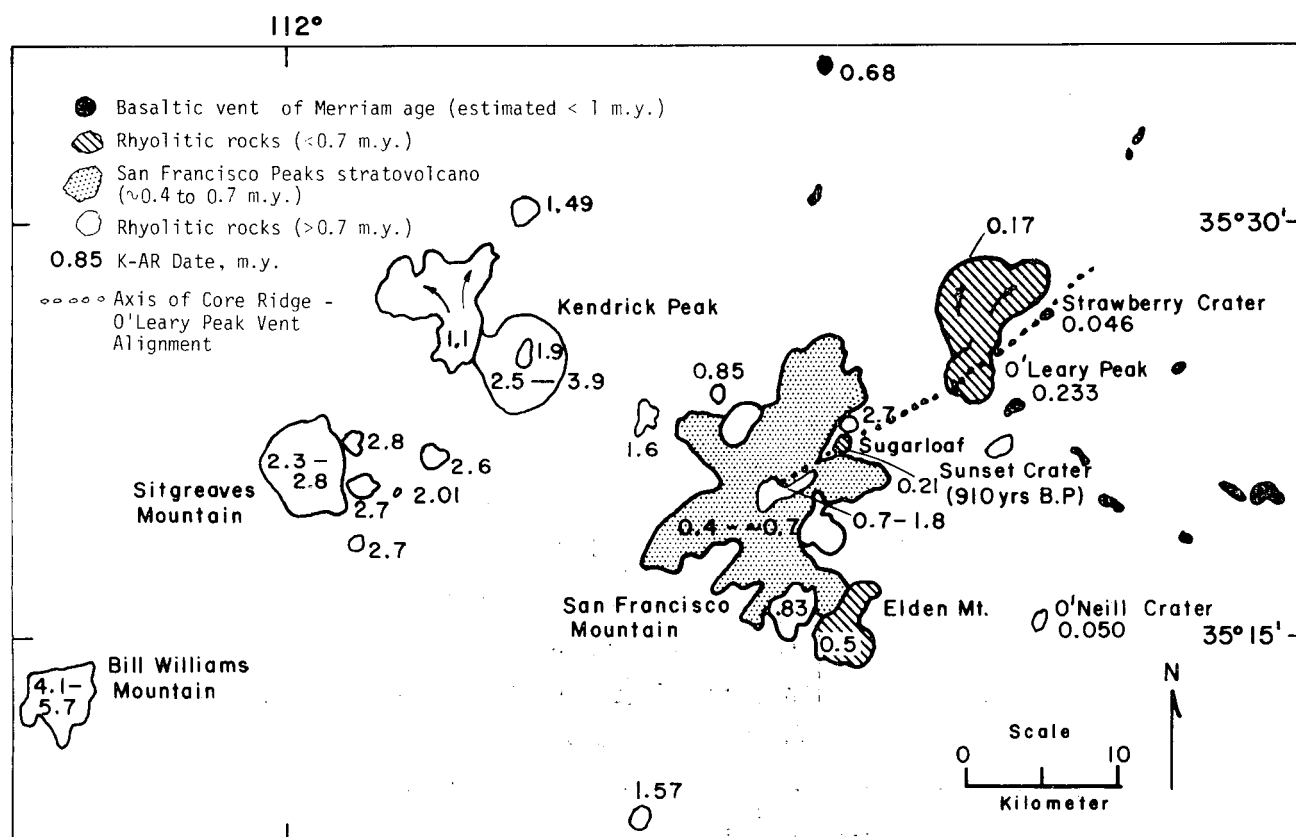 112°
0.68
Basaltic vent of Merriam age (estimated < 1 m.y.)
Rhyolitic rocks (<0.7 m.y.)
San Francisco Peaks stratovolcano
(~0.4 to 0.7 m.y.)
Rhyolitic rocks (>0.7 m.y.)
0.85 K-AR Date, m.y.
Axis of Core Ridge -
O'Leary Peak Vent
Alignment
1.49
35°30'
0.17
Kendrick Peak
Strawberry Crater
0.046
1.1
1.9
2.5 — 3.9
0.85
O'Leary Peak
0.233
2.7
1.6
Sugarloaf
2.8
2.6
2.3 –
2.8
2.01
2.7
Sitgreaves
Mountain
Sunset Crater
(910 yrs B.P)
0.21
0.7-1.8
0.4 - ~0.7
2.7
San Francisco
Mountain
.83
Elden Mt.
0.5
O'Neill Crater
0.050
35°15'
Bill Williams
Mountain
4.1-
5.7
N
Scale
0 10
Kilometer
1.57